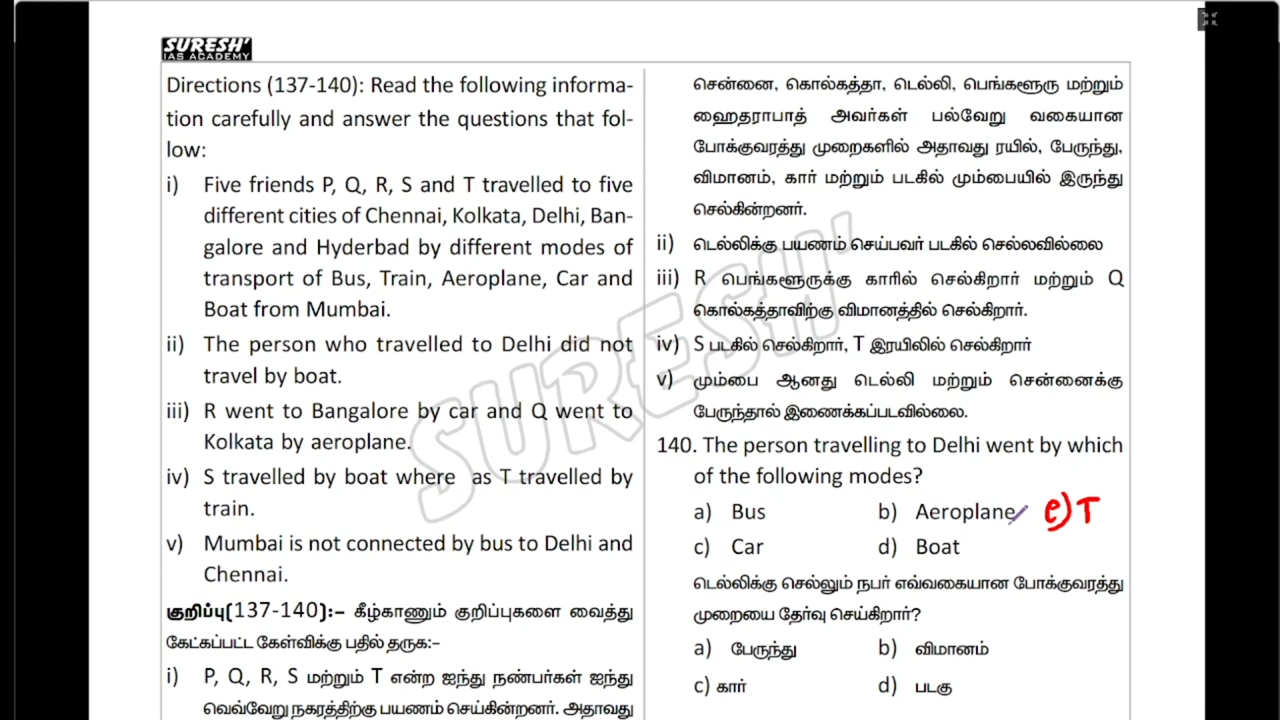 SURESH'
IAS ACADEMY
Directions (137-140): Read the following informa-
tion carefully and answer the questions that fol-
low:
i) Five friends P, Q, R, S and T travelled to five
different cities of Chennai, Kolkata, Delhi, Ban-
galore and Hyderbad by different modes of
transport of Bus, Train, Aeroplane, Car and
Boat from Mumbai.
ii) The person who travelled to Delhi did not
travel by boat.
iii) R went to Bangalore by car and Q went to
Kolkata by aeroplane.
iv) S travelled by boat where as T travelled by
train.
v) Mumbai is not connected by bus to Delhi and
Chennai.
குறிப்பு(137-140):– கீழ்காணும் குறிப்புகளை வைத்து
கேட்கப்பட்ட கேள்விக்கு பதில் தருக:-
i) P, Q, R, S மற்றும் T என்ற ஐந்து நண்பர்கள் ஐந்து
வெவ்வேறு நகரத்திற்கு பயணம் செய்கின்றனர். அதாவது
சென்னை, கொல்கத்தா, டெல்லி, பெங்களூரு மற்றும்
ஹைதராபாத் அவர்கள் பல்வேறு வகையான
போக்குவரத்து முறைகளில் அதாவது ரயில், பேருந்து,
விமானம், கார் மற்றும் படகில் மும்பையில் இருந்து
செல்கின்றனர்.
ii) டெல்லிக்கு பயணம் செய்பவர் படகில் செல்லவில்லை
iii) R பெங்களூருக்கு காரில் செல்கிறார் மற்றும் Q
கொல்கத்தாவிற்கு விமானத்தில் செல்கிறார்.
iv) S படகில் செல்கிறார், T இரயிலில் செல்கிறார்
v) மும்பை ஆனது டெல்லி மற்றும் சென்னைக்கு
பேருந்தால் இணைக்கப்படவில்லை.
140. The person travelling to Delhi went by which
of the following modes?
a) Bus b) Aeroplane e) T
c) Car d) Boat
டெல்லிக்கு செல்லும் நபர் எவ்வகையான போக்குவரத்து
முறையை தேர்வு செய்கிறார்?
a) பேருந்து b) விமானம்
c) கார் d) படகு
SURESH'